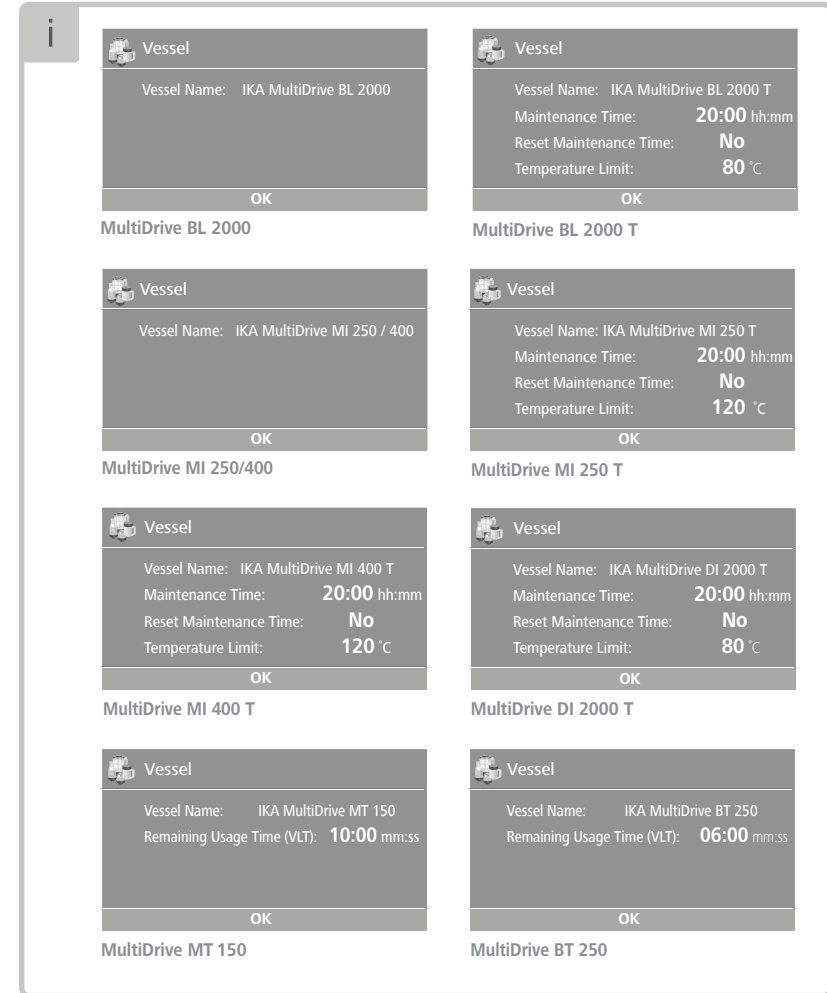 i
Vessel
Vessel Name: IKA MultiDrive BL 2000
OK
MultiDrive BL 2000
Vessel
Vessel Name: IKA MultiDrive BL 2000 T
Maintenance Time: 20:00 hh:mm
Reset Maintenance Time: No
Temperature Limit: 80 °C
OK
MultiDrive BL 2000 T
Vessel
Vessel Name: IKA MultiDrive MI 250 / 400
OK
MultiDrive MI 250/400
Vessel
Vessel Name: IKA MultiDrive MI 250 T
Maintenance Time: 20:00 hh:mm
Reset Maintenance Time: No
Temperature Limit: 120 °C
OK
MultiDrive MI 250 T
Vessel
Vessel Name: IKA MultiDrive MI 400 T
Maintenance Time: 20:00 hh:mm
Reset Maintenance Time: No
Temperature Limit: 120 °C
OK
MultiDrive MI 400 T
Vessel
Vessel Name: IKA MultiDrive DI 2000 T
Maintenance Time: 20:00 hh:mm
Reset Maintenance Time: No
Temperature Limit: 80 °C
OK
MultiDrive DI 2000 T
Vessel
Vessel Name: IKA MultiDrive MT 150
Remaining Usage Time (VLT): 10:00 mm:ss
OK
MultiDrive MT 150
Vessel
Vessel Name: IKA MultiDrive BT 250
Remaining Usage Time (VLT): 06:00 mm:ss
OK
MultiDrive BT 250